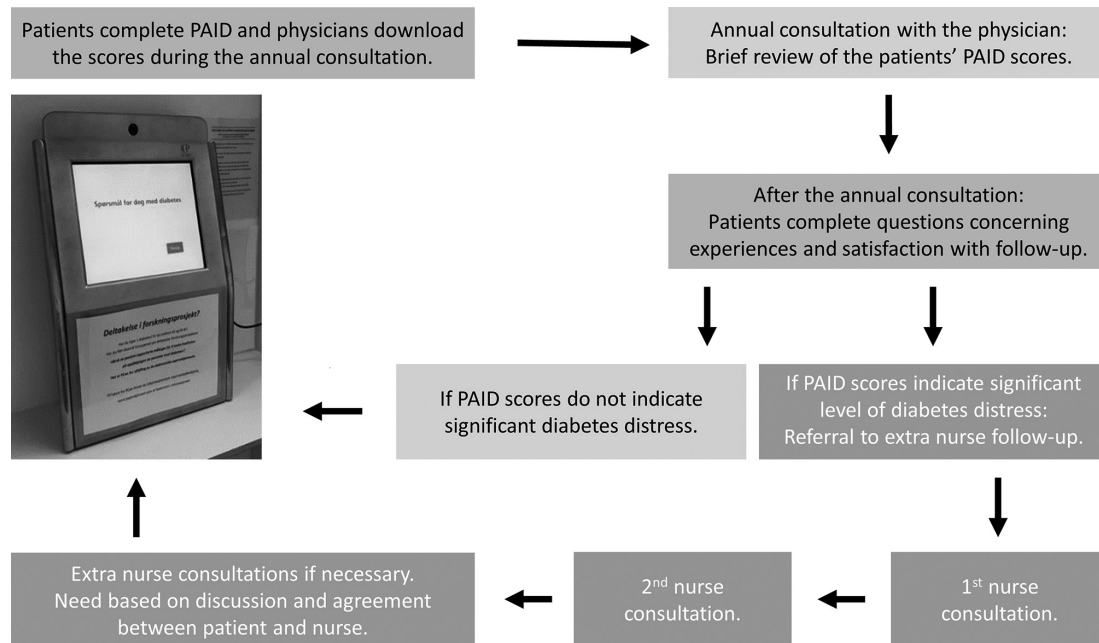 Patients complete PAID and physicians download
the scores during the annual consultation.
Annual consultation with the physician:
Brief review of the patients’ PAID scores.
Spørsmål for deg med diabetes
After the annual consultation:
Patients complete questions concerning
experiences and satisfaction with follow-up.
Deltakelse i forskningsprosjekt?
If PAID scores do not indicate
significant diabetes distress.
If PAID scores indicate significant
level of diabetes distress:
Referral to extra nurse follow-up.
Extra nurse consultations if necessary.
Need based on discussion and agreement
between patient and nurse.
2nd nurse
consultation.
1st nurse
consultation.